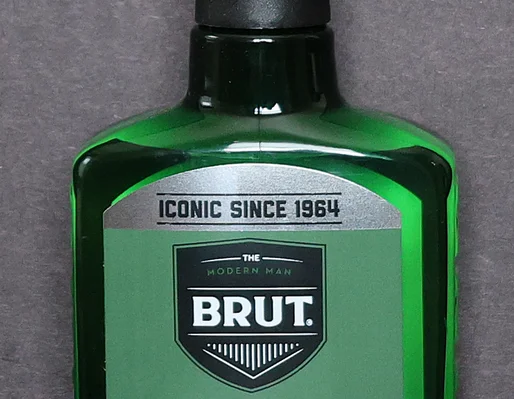 ICONIC SINCE 1964
THE
MODERN MAN
BRUT®